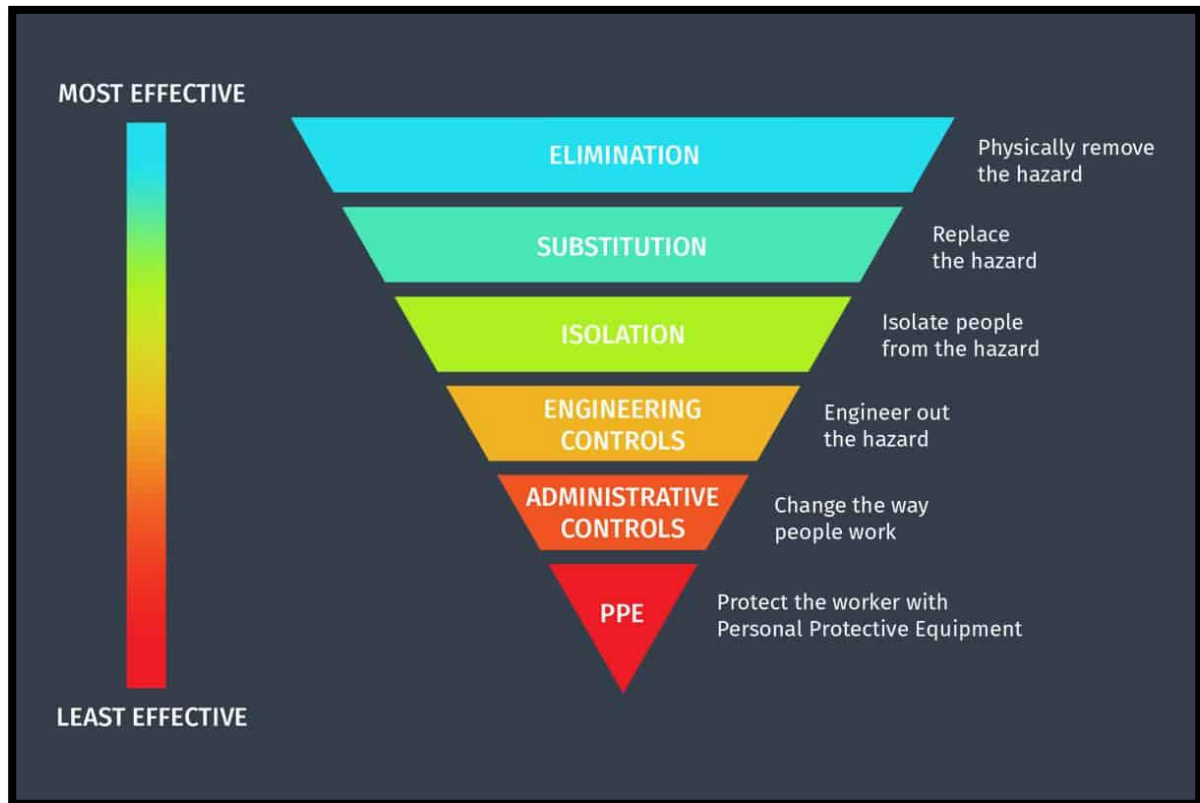 MOST EFFECTIVE
ELIMINATION
Physically remove
the hazard
SUBSTITUTION
Replace
the hazard
ISOLATION
Isolate people
from the hazard
ENGINEERING
CONTROLS
Engineer out
the hazard
ADMINISTRATIVE
CONTROLS
Change the way
people work
PPE
Protect the worker with
Personal Protective Equipment
LEAST EFFECTIVE